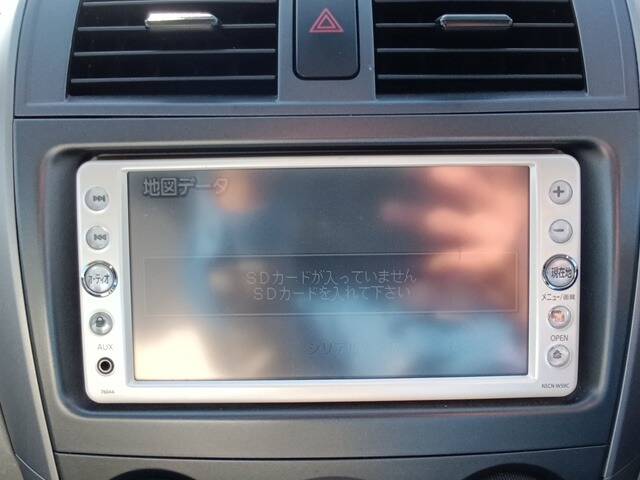 地図データ
SDカードが入っていません
SDカードを入れて下さい
オーディオ
AUX
現在地
メニュー/画質
OPEN
NSCN-W59C